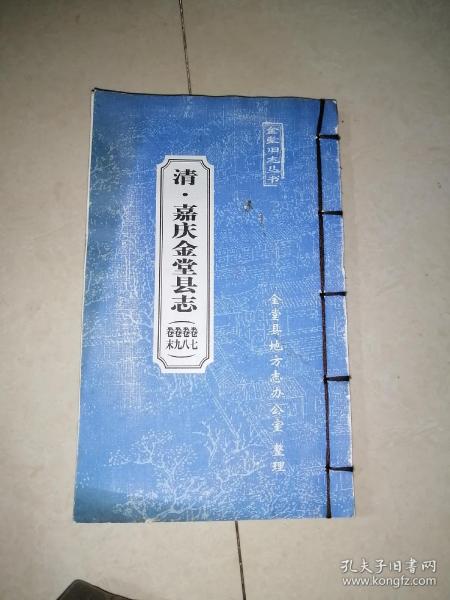 金堂旧志丛书
清·嘉庆金堂县志
(卷七
卷八
卷九
卷末)
金堂县地方志办公室 整理
孔夫子旧书网
www.kongfz.com